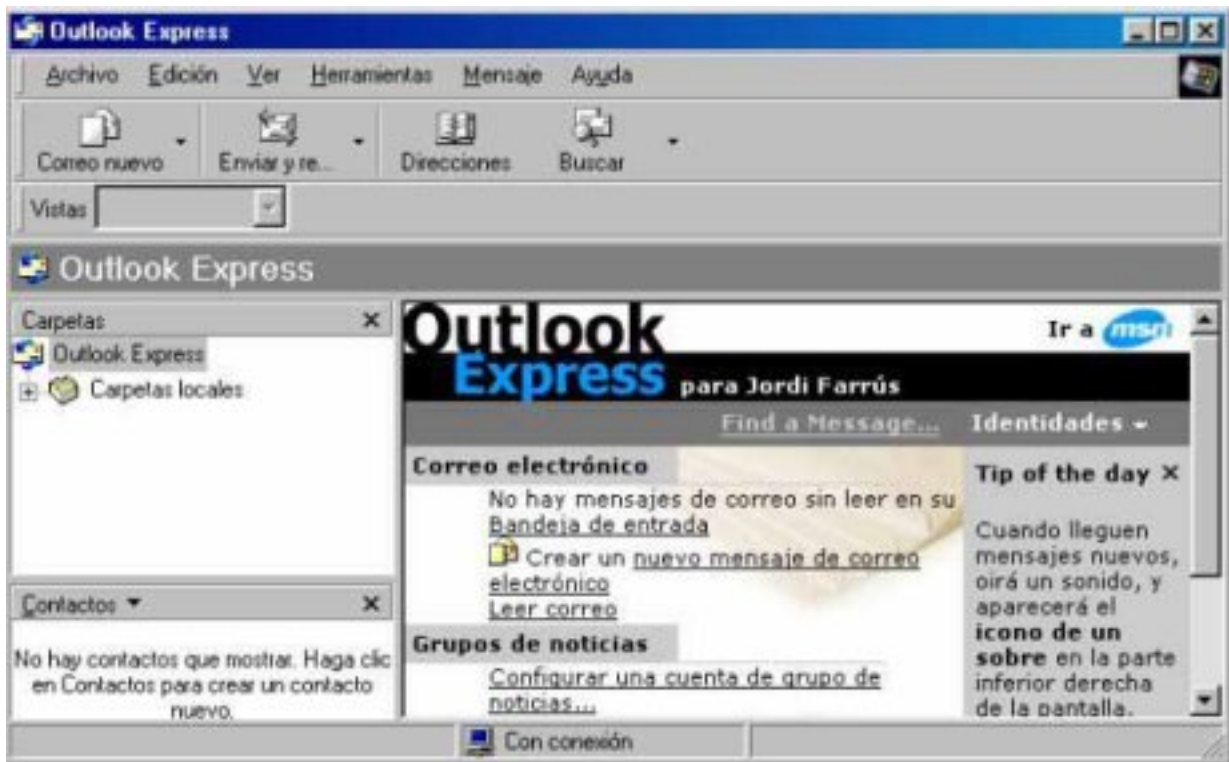 Outlook Express
Archivo Edición Ver Herramientas Mensaje Ayuda
Correo nuevo Enviar y re... Direcciones Buscar
Vistas
Outlook Express
Carpetas
Outlook Express
Carpetas locales
Contactos
No hay contactos que mostrar. Haga clic
en Contactos para crear un contacto
nuevo.
Outlook
Express para Jordi Farrús
Ir a msn
Find a Message... Identidades
Correo electrónico
No hay mensajes de correo sin leer en su
Bandeja de entrada
Crear un nuevo mensaje de correo
electrónico
Leer correo
Grupos de noticias
Configurar una cuenta de grupo de
noticias...
Tip of the day
Cuando lleguen
mensajes nuevos,
oirá un sonido, y
aparecerá el
icono de un
sobre en la parte
inferior derecha
de la pantalla.
Con conexión